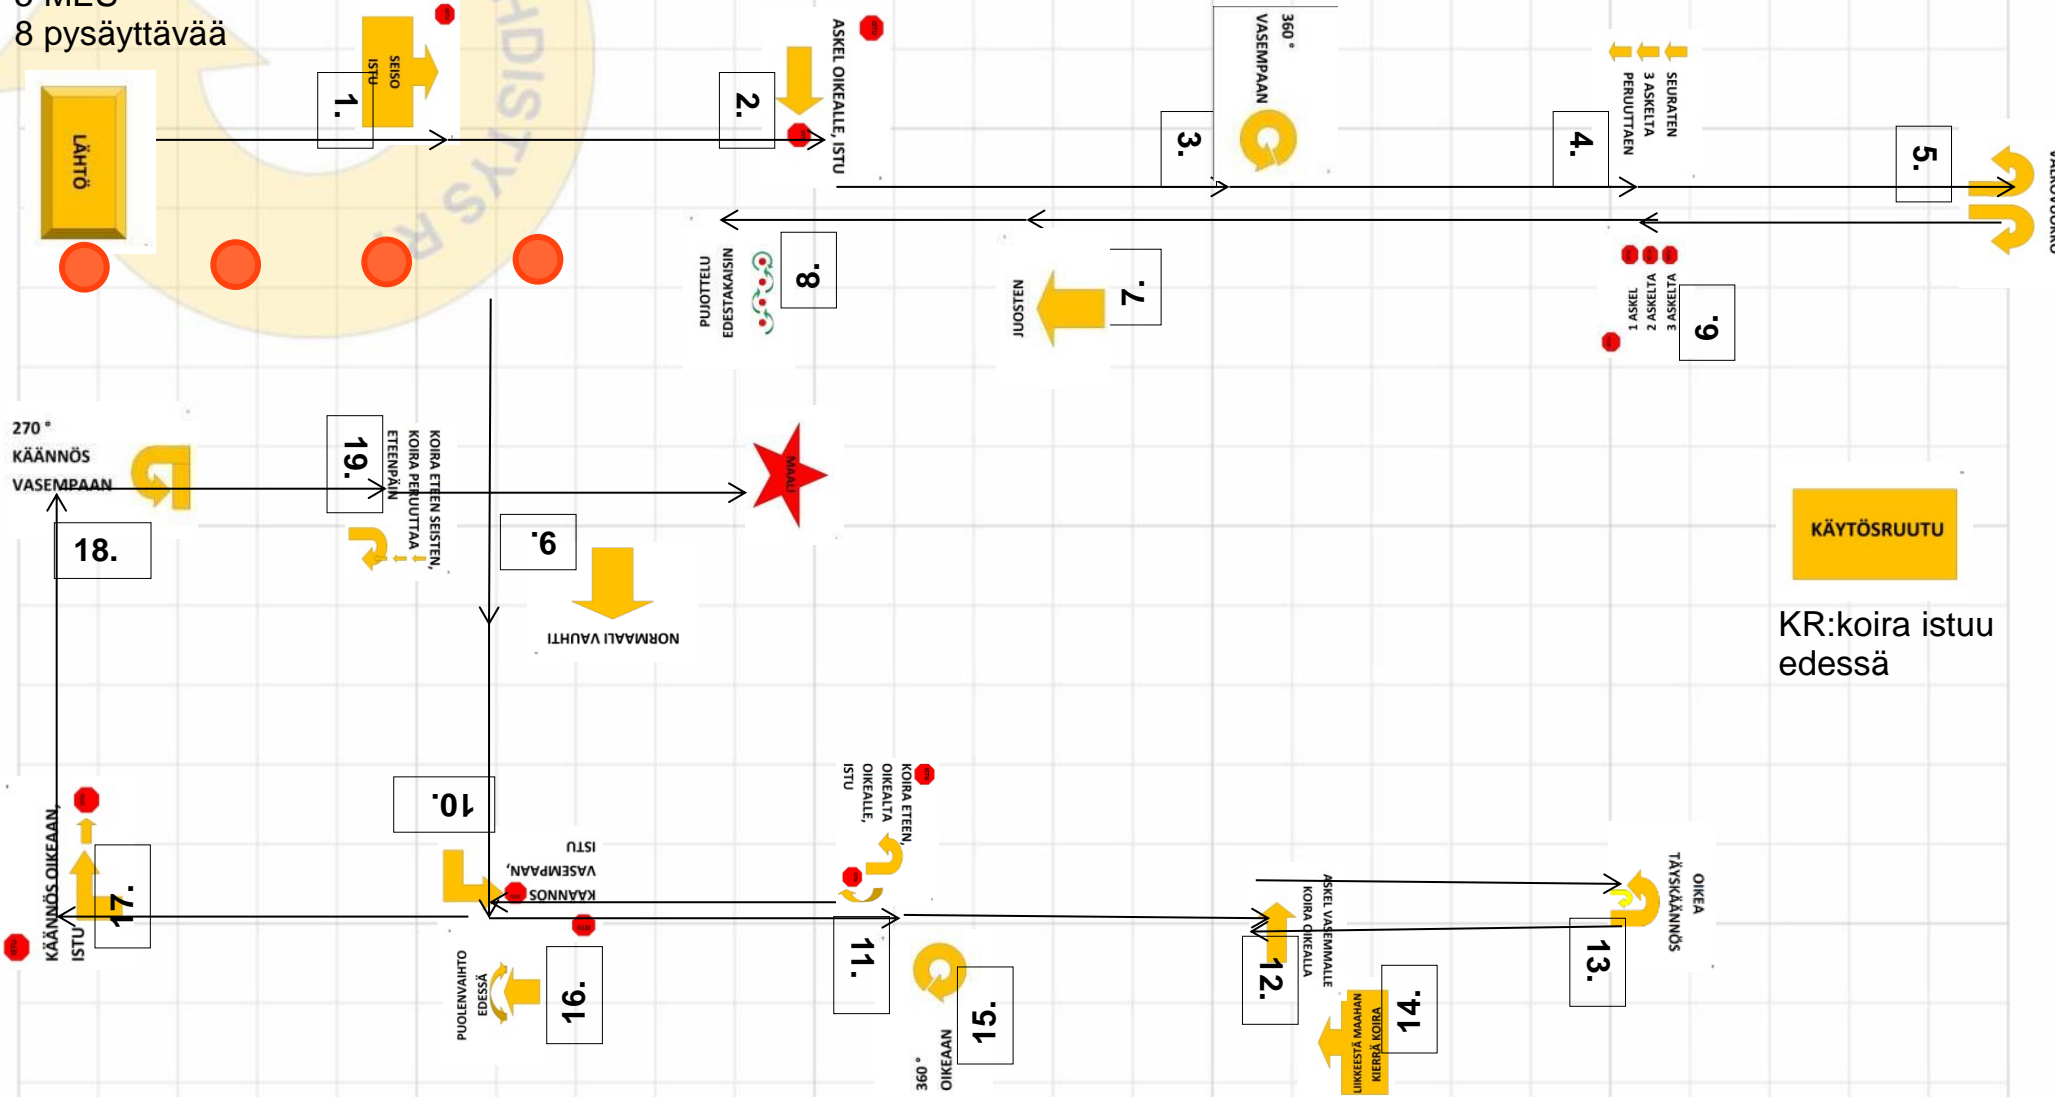 8 pysäyttävää
HDISTYS R
LÄHTÖ
1.
SEISO
ISTU
2.
ASKEL OIKEALLE, ISTU
3.
360 °
VASEMPAAN
4.
SEURATEN
3 ASKELTA
PERUUTTAEN
5.
6.
3 ASKELTA
2 ASKELTA
1 ASKEL
7.
JUOSTEN
8.
EDESTAKAISIN
PUJOTTELU
9.
NORMAALI VAUHTI
10.
KÄÄNNÖS
VASEMPAAN,
ISTU
11.
KOIRA ETEEN,
OIKEALTA
OIKEALLE,
ISTU
12.
ASKEL VASEMMALLE
KOIRA OIKEALLA
13.
OIKEA
TÄYSKÄÄNNÖS
14.
LIIKKEESTÄ MAAHAN
KIERRÄ KOIRA
15.
360 °
OIKEAAN
16.
EDESSÄ
PUOLENVAIHTO
17.
KÄÄNNÖS OIKEAAN,
ISTU
18.
270 °
KÄÄNNÖS
VASEMPAAN
19.
KOIRA ETEEN SEISTEN,
KOIRA PERUUTTAA
ETEENPÄIN
MAALI
KÄYTÖSRUUTU
KR:koira istuu
edessä